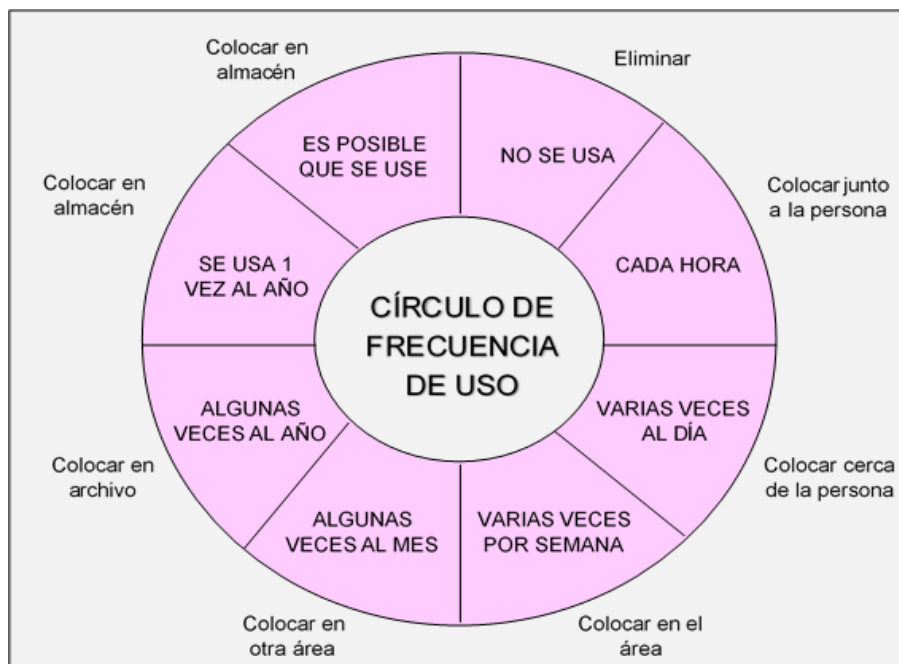 Colocar en
almacén
Eliminar
ES POSIBLE
QUE SE USE
NO SE USA
Colocar en
almacén
Colocar junto
a la persona
SE USA 1
VEZ AL AÑO
CADA HORA
CÍRCULO DE
FRECUENCIA
DE USO
ALGUNAS
VECES AL AÑO
VARIAS VECES
AL DÍA
Colocar en
archivo
Colocar cerca
de la persona
ALGUNAS
VECES AL MES
VARIAS VECES
POR SEMANA
Colocar en
otra área
Colocar en el
área